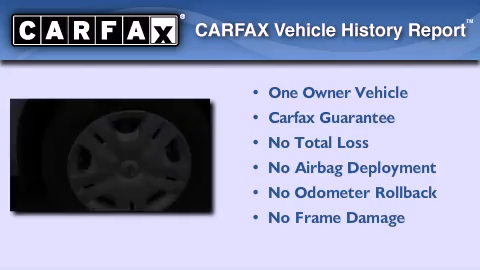 CARFAX® CARFAX Vehicle History Report™
• One Owner Vehicle
• Carfax Guarantee
• No Total Loss
• No Airbag Deployment
• No Odometer Rollback
• No Frame Damage